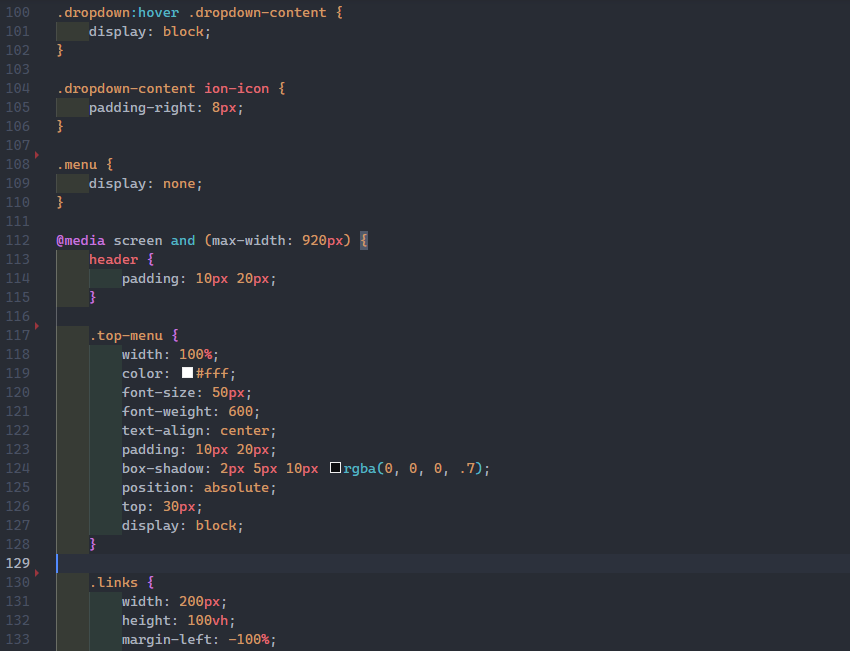 100 .dropdown:hover .dropdown-content {
101     display: block;
102 }
103
104 .dropdown-content ion-icon {
105     padding-right: 8px;
106 }
107
108 .menu {
109     display: none;
110 }
111
112 @media screen and (max-width: 920px) {
113     header {
114         padding: 10px 20px;
115     }
116
117     .top-menu {
118         width: 100%;
119         color: #fff;
120         font-size: 50px;
121         font-weight: 600;
122         text-align: center;
123         padding: 10px 20px;
124         box-shadow: 2px 5px 10px rgba(0, 0, 0, .7);
125         position: absolute;
126         top: 30px;
127         display: block;
128     }
129
130     .links {
131         width: 200px;
132         height: 100vh;
133         margin-left: -100%;